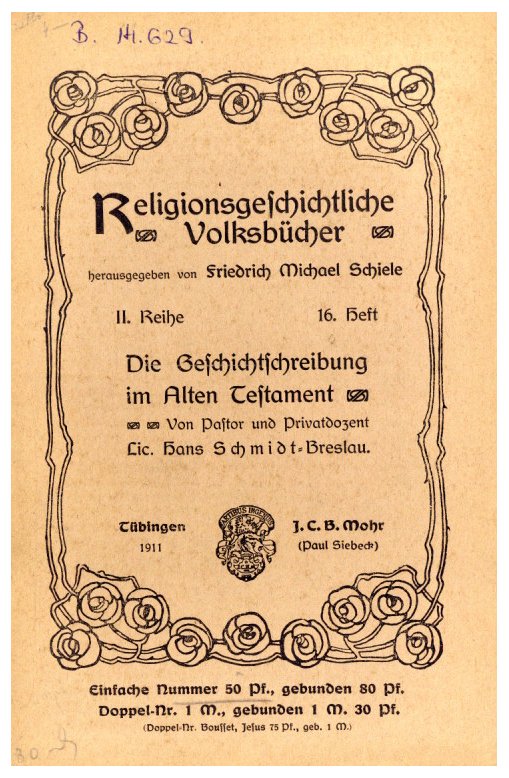 B. M. 629.
Religionsgeſchichtliche
Volksbücher
herausgegeben von Friedrich Michael Schiele
II. Reihe 16. Heft
Die Geſchichtſchreibung
im Alten Teſtament
Von Paſtor und Privatdozent
Lic. Hans Schmidt-Breslau.
Tübingen J. C. B. Mohr
1911 (Paul Siebeck)
Einfache Nummer 50 Pf., gebunden 80 Pf.
Doppel-Nr. 1 M., gebunden 1 M. 30 Pf.
(Doppel-Nr. Bouſſet, Jeſus 75 Pf., geb. 1 M.)